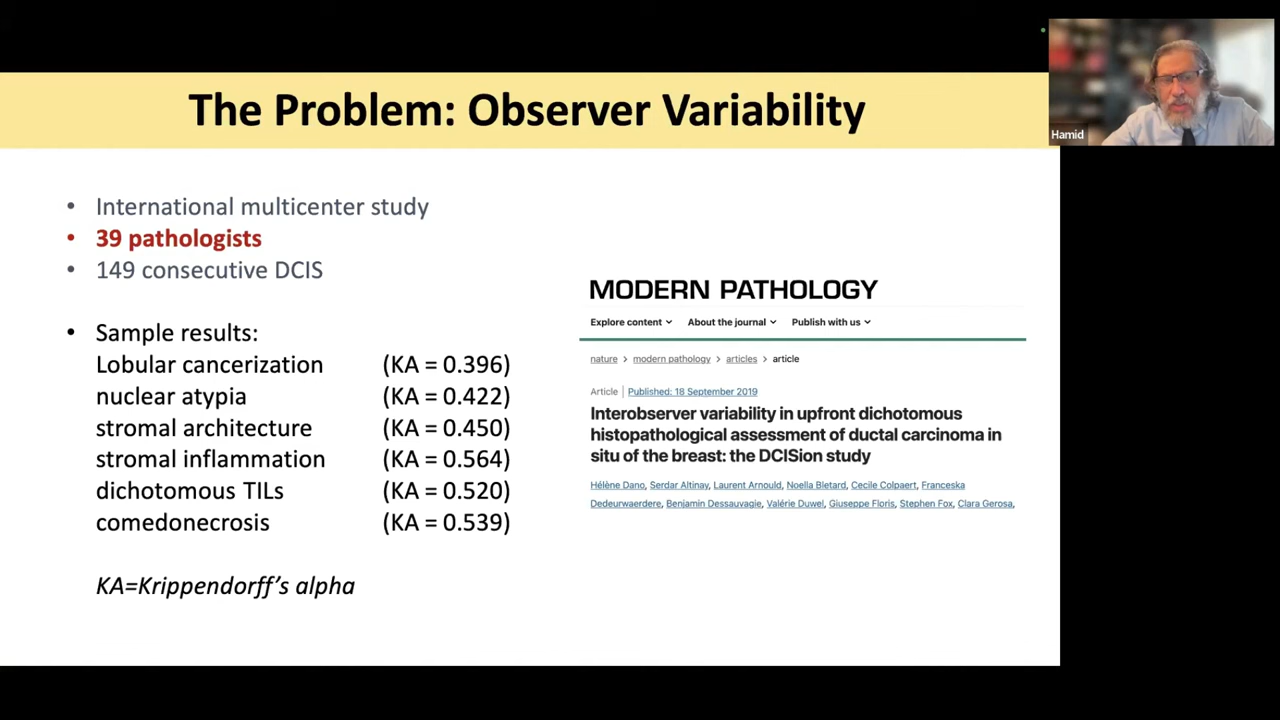 The Problem: Observer Variability
Hamid
• International multicenter study
• 39 pathologists
• 149 consecutive DCIS
• Sample results:
Lobular cancerization (KA = 0.396)
nuclear atypia (KA = 0.422)
stromal architecture (KA = 0.450)
stromal inflammation (KA = 0.564)
dichotomous TILs (KA = 0.520)
comedonecrosis (KA = 0.539)
KA=Krippendorff's alpha
MODERN PATHOLOGY
Explore content About the journal Publish with us
nature > modern pathology > articles > article
Article | Published: 18 September 2019
Interobserver variability in upfront dichotomous
histopathological assessment of ductal carcinoma in
situ of the breast: the DCISion study
Hélène Dano, Serdar Altinay, Laurent Arnould, Noella Bletard, Cecile Colpaert, Franceska
Dedeurwaerdere, Benjamin Dessauvagie, Valérie Duwel, Giuseppe Floris, Stephen Fox, Clara Gerosa,